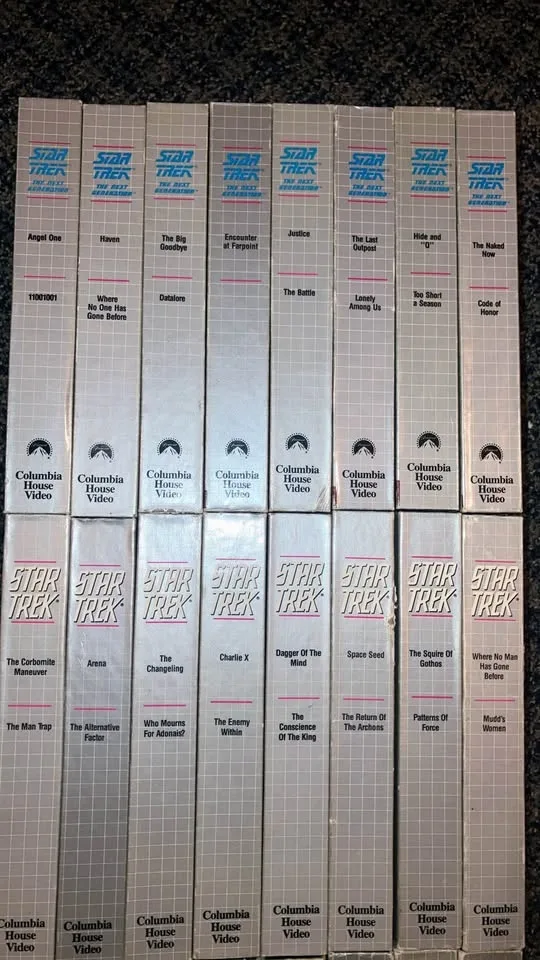 STAR
TREK
THE NEXT
GENERATION
Angel One
11001001
Columbia
House
Video
STAR
TREK
THE NEXT
GENERATION
Haven
Where
No One Has
Gone Before
Columbia
House
Video
STAR
TREK
THE NEXT
GENERATION
The Big
Goodbye
Datalore
Columbia
House
Video
STAR
TREK
THE NEXT
GENERATION
Encounter
at Farpoint
Columbia
House
Video
STAR
TREK
THE NEXT
GENERATION
Justice
The Battle
Columbia
House
Video
STAR
TREK
THE NEXT
GENERATION
The Last
Outpost
Lonely
Among Us
Columbia
House
Video
STAR
TREK
THE NEXT
GENERATION
Hide and
"Q"
Too Short
a Season
Columbia
House
Video
STAR
TREK
THE NEXT
GENERATION
The Naked
Now
Code of
Honor
Columbia
House
Video
STAR
TREK
The Corbomite
Maneuver
The Man Trap
Columbia
House
Video
STAR
TREK
Arena
The Alternative
Factor
Columbia
House
Video
STAR
TREK
The
Changeling
Who Mourns
For Adonais?
Columbia
House
Video
STAR
TREK
Charlie X
The Enemy
Within
Columbia
House
Video
STAR
TREK
Dagger Of The
Mind
The
Conscience
Of The King
Columbia
House
Video
STAR
TREK
Space Seed
The Return Of
The Archons
Columbia
House
Video
STAR
TREK
The Squire Of
Gothos
Patterns Of
Force
Columbia
House
Video
STAR
TREK
Where No Man
Has Gone
Before
Mudd's
Women
Columbia
House
Video